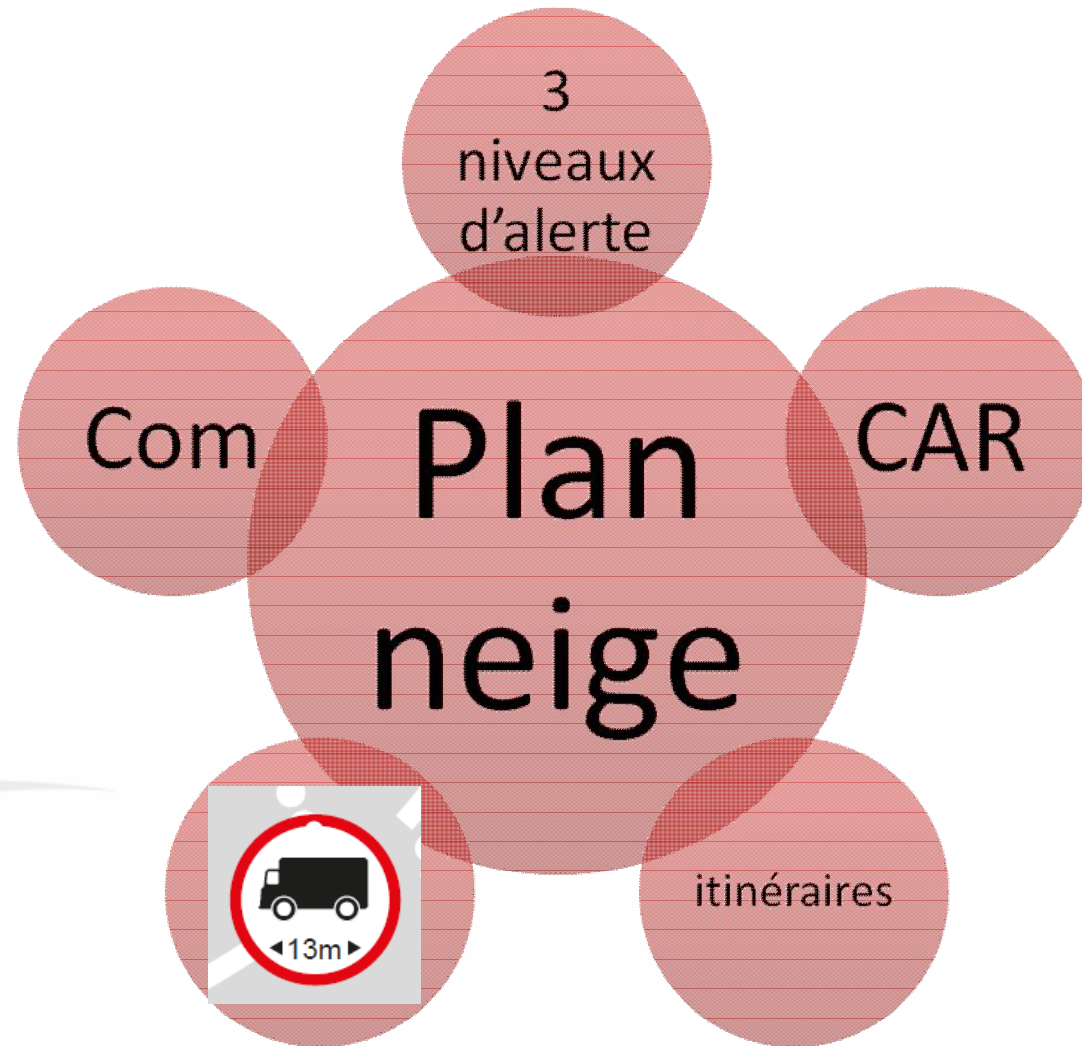 3
niveaux
d'alerte
Com
Plan
neige
CAR
13m
itinéraires